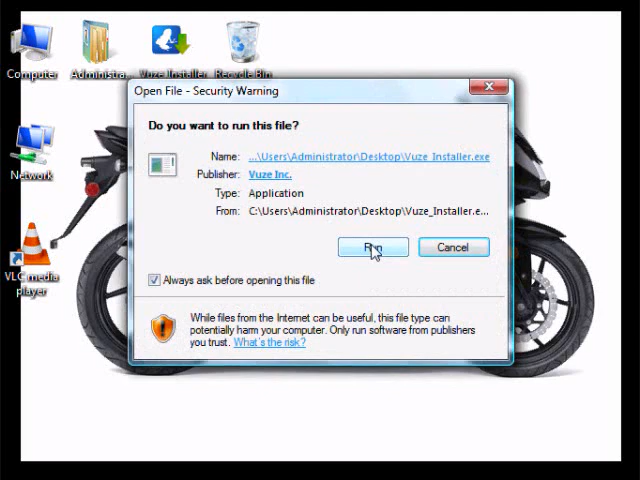 Computer
Administra...
Vuze Installer
Recycle Bin
Open File - Security Warning
Do you want to run this file?
Name: ...\Users\Administrator\Desktop\Vuze_Installer.exe
Publisher: Vuze Inc.
Type: Application
From: C:\Users\Administrator\Desktop\Vuze_Installer.e...
Run
Cancel
Always ask before opening this file
While files from the Internet can be useful, this file type can
potentially harm your computer. Only run software from publishers
you trust. What's the risk?
Network
VLC media
player